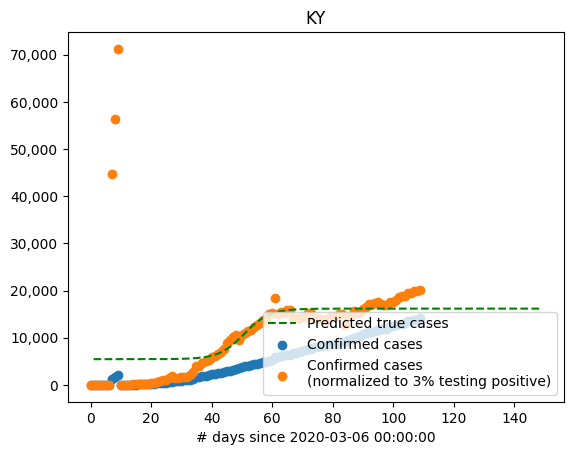 KY
70,000
60,000
50,000
40,000
30,000
20,000
10,000
0
Predicted true cases
Confirmed cases
Confirmed cases
(normalized to 3% testing positive)
0 20 40 60 80 100 120 140
# days since 2020-03-06 00:00:00